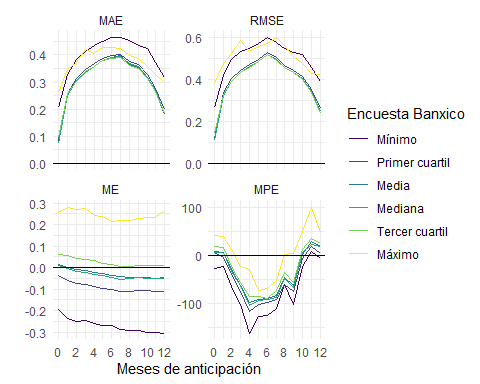 MAE
RMSE
0.4
0.3
0.2
0.1
0.0
0.6
0.4
0.2
0.0
ME
MPE
0.3
0.2
0.1
0.0
-0.1
-0.2
-0.3
100
0
-100
0 2 4 6 8 10 12
0 2 4 6 8 10 12
Meses de anticipación
Encuesta Banxico
Mínimo
Primer cuartil
Media
Mediana
Tercer cuartil
Máximo